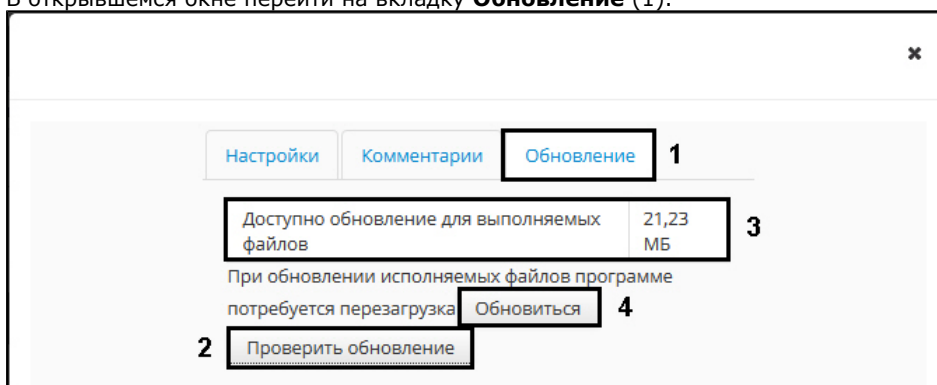 В открывшемся окне перейти на вкладку Обновление (1).
×
Настройки Комментарии Обновление 1
Доступно обновление для выполняемых 21,23
файлов МБ 3
При обновлении исполняемых файлов программе
потребуется перезагрузка Обновиться 4
2 Проверить обновление